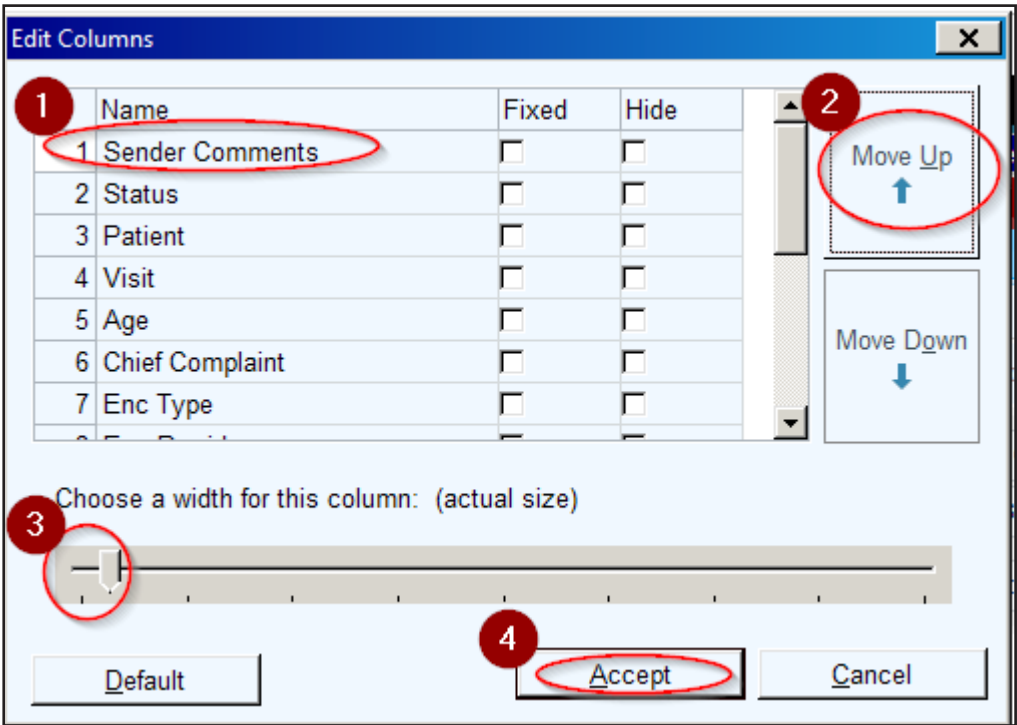 Edit Columns
1 Name Fixed Hide 2
1 Sender Comments
2 Status
3 Patient
4 Visit
5 Age
6 Chief Complaint
7 Enc Type
Move Up
Move Down
Choose a width for this column: (actual size)
3
4
Default Accept Cancel